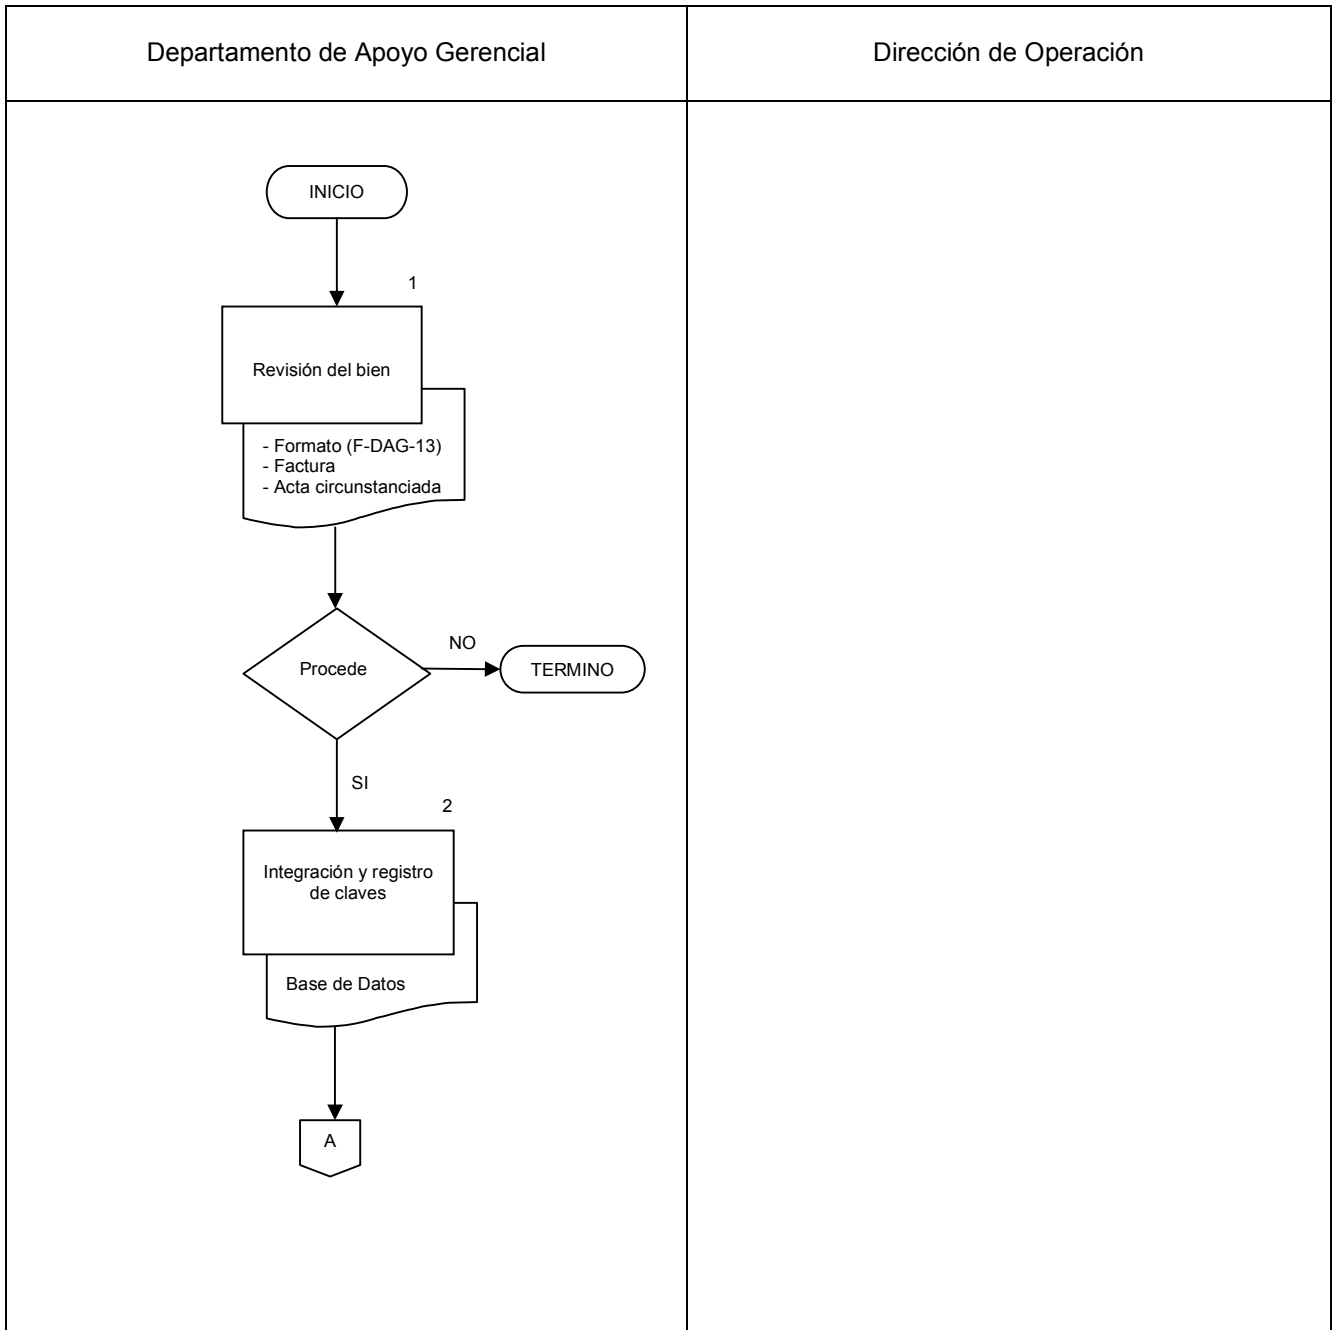 Departamento de Apoyo Gerencial
Dirección de Operación
INICIO
1
Revisión del bien
- Formato (F-DAG-13)
- Factura
- Acta circunstanciada
Procede
NO
TERMINO
SI
2
Integración y registro
de claves
Base de Datos
A